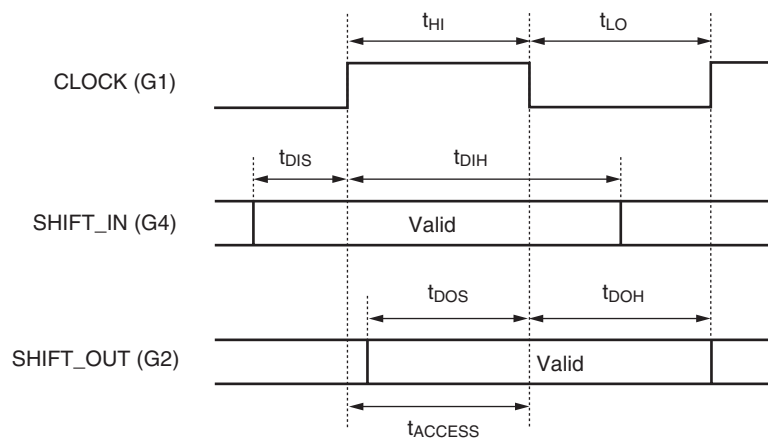 tHI tLO
CLOCK (G1)
tDIS tDIH
SHIFT_IN (G4) Valid
tDOS tDOH
SHIFT_OUT (G2) Valid
tACCESS